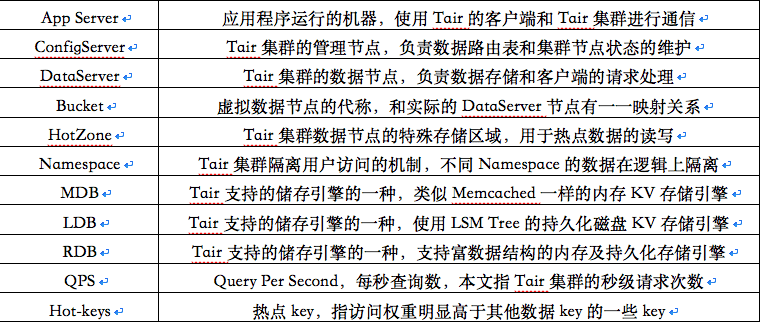 App Server 应用程序运行的机器，使用 Tair 的客户端和 Tair 集群进行通信
ConfigServer Tair 集群的管理节点，负责数据路由表和集群节点状态的维护
DataServer Tair 集群的数据节点，负责数据存储和客户端的请求处理
Bucket 虚拟数据节点的代称，和实际的 DataServer 节点有一一映射关系
HotZone Tair 集群数据节点的特殊存储区域，用于热点数据的读写
Namespace Tair 集群隔离用户访问的机制，不同 Namespace 的数据在逻辑上隔离
MDB Tair 支持的储存引擎的一种，类似 Memcached 一样的内存 KV 存储引擎
LDB Tair 支持的储存引擎的一种，使用 LSM Tree 的持久化磁盘 KV 存储引擎
RDB Tair 支持的储存引擎的一种，支持富数据结构的内存及持久化存储引擎
QPS Query Per Second，每秒查询数，本文指 Tair 集群的秒级请求次数
Hot-keys 热点 key，指访问权重明显高于其他数据 key 的一些 key